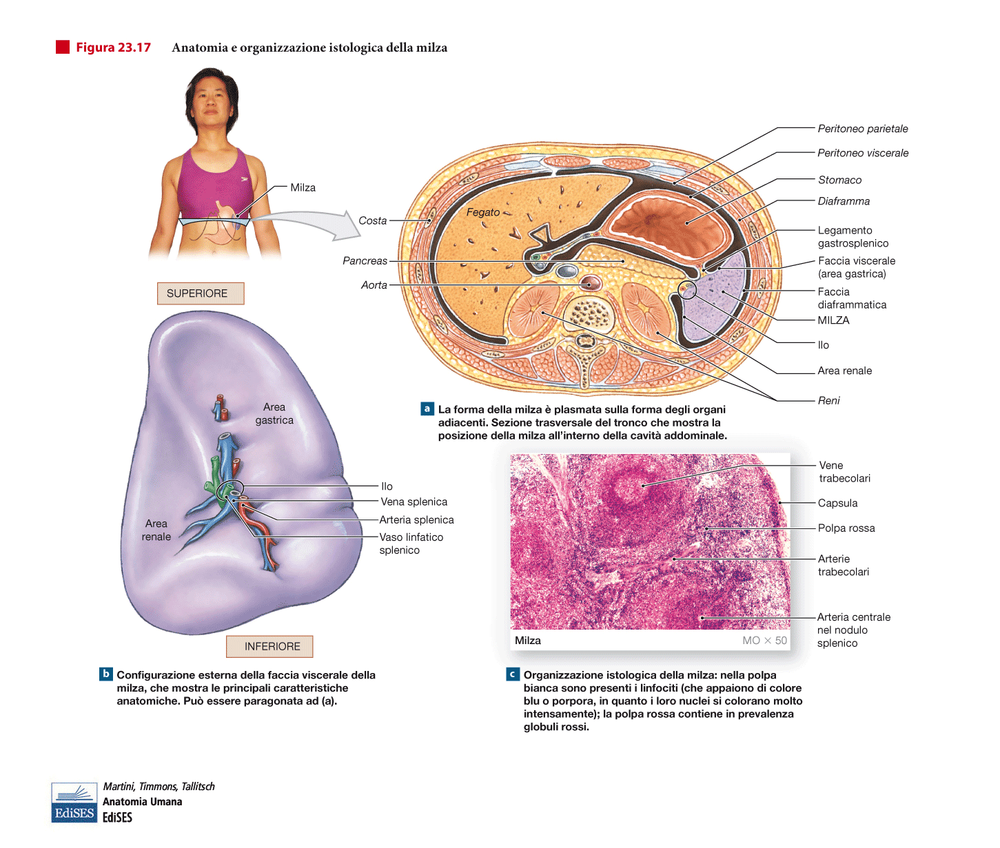 Figura 23.17 Anatomia e organizzazione istologica della milza
Milza
Costa
Fegato
Pancreas
Aorta
Peritoneo parietale
Peritoneo viscerale
Stomaco
Diaframma
Legamento
gastrosplenico
Faccia viscerale
(area gastrica)
Faccia
diaframmatica
MILZA
Ilo
Area renale
Reni
a La forma della milza è plasmata sulla forma degli organi
adiacenti. Sezione trasversale del tronco che mostra la
posizione della milza all'interno della cavità addominale.
SUPERIORE
Area
gastrica
Area
renale
Ilo
Vena splenica
Arteria splenica
Vaso linfatico
splenico
INFERIORE
b Configurazione esterna della faccia viscerale della
milza, che mostra le principali caratteristiche
anatomiche. Può essere paragonata ad (a).
Vene
trabecolari
Capsula
Polpa rossa
Arterie
trabecolari
Arteria centrale
nel nodulo
splenico
Milza MO × 50
c Organizzazione istologica della milza: nella polpa
bianca sono presenti i linfociti (che appaiono di colore
blu o porpora, in quanto i loro nuclei si colorano molto
intensamente); la polpa rossa contiene in prevalenza
globuli rossi.
EdiSES
Martini, Timmons, Tallitsch
Anatomia Umana
EdiSES